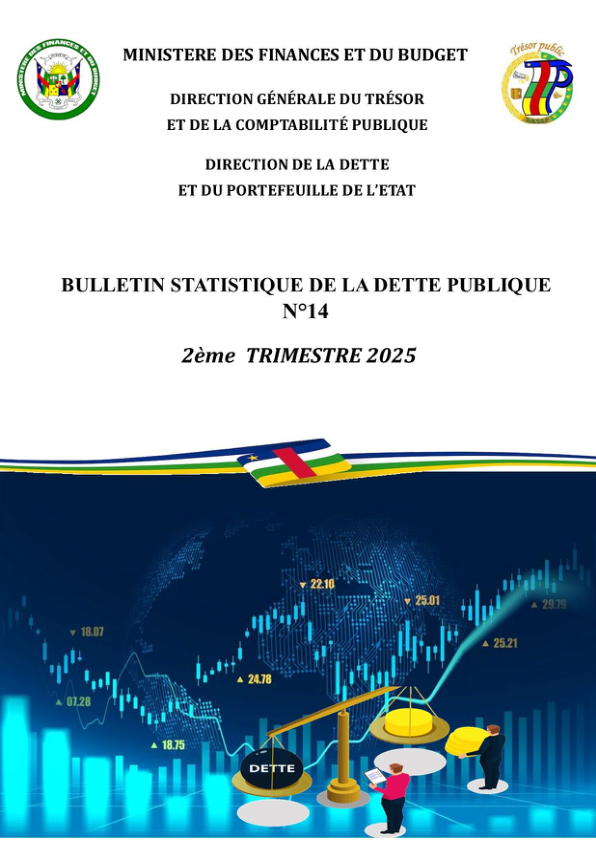 MINISTERE DES FINANCES ET DU BUDGET
MINISTERE DES FINANCES ET DU BUDGET
Trésor public
DIRECTION GÉNÉRALE DU TRÉSOR
ET DE LA COMPTABILITÉ PUBLIQUE
DIRECTION DE LA DETTE
ET DU PORTEFEUILLE DE L'ETAT
BULLETIN STATISTIQUE DE LA DETTE PUBLIQUE
N°14
2ème TRIMESTRE 2025
▼ 22.10
▼ 25.01
▲ 29.79
▼ 18.07
▲ 25.21
▲ 24.78
▲ 07.28
▲ 18.75
DETTE